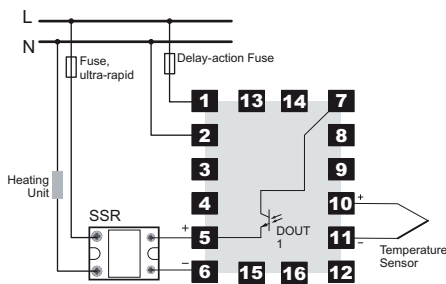 L
N
Fuse,
ultra-rapid
Delay-action Fuse
1
13
14
7
2
8
3
9
Heating
Unit
4
10
+
SSR
+
5
DOUT
1
11
−
−
6
15
16
12
Temperature
Sensor